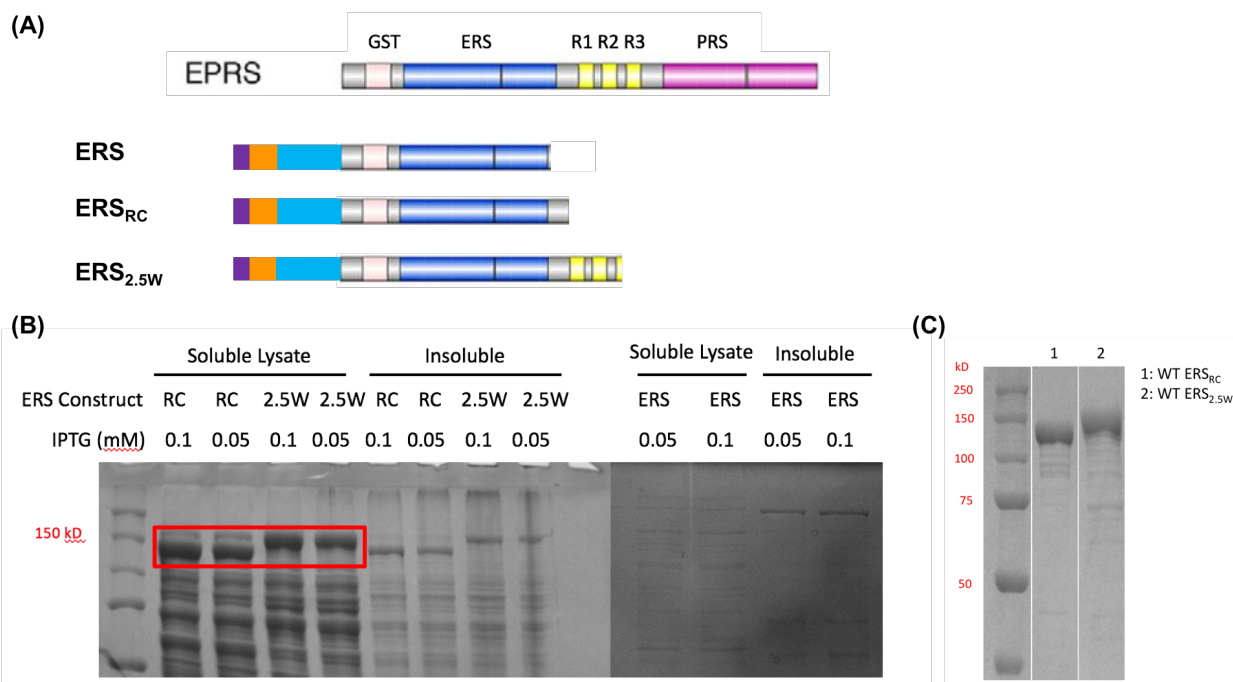 (A)
GST ERS R1 R2 R3 PRS
EPRS
ERS
ERSRC
ERS2.5W
(B)
Soluble Lysate Insoluble Soluble Lysate Insoluble
ERS Construct RC RC 2.5W 2.5W RC RC 2.5W 2.5W ERS ERS ERS ERS
IPTG (mM) 0.1 0.05 0.1 0.05 0.1 0.05 0.1 0.05 0.05 0.1 0.05 0.1
150 kD
(C)
1 2
kD
250
150
100
75
50
1: WT ERSRC
2: WT ERS2.5W